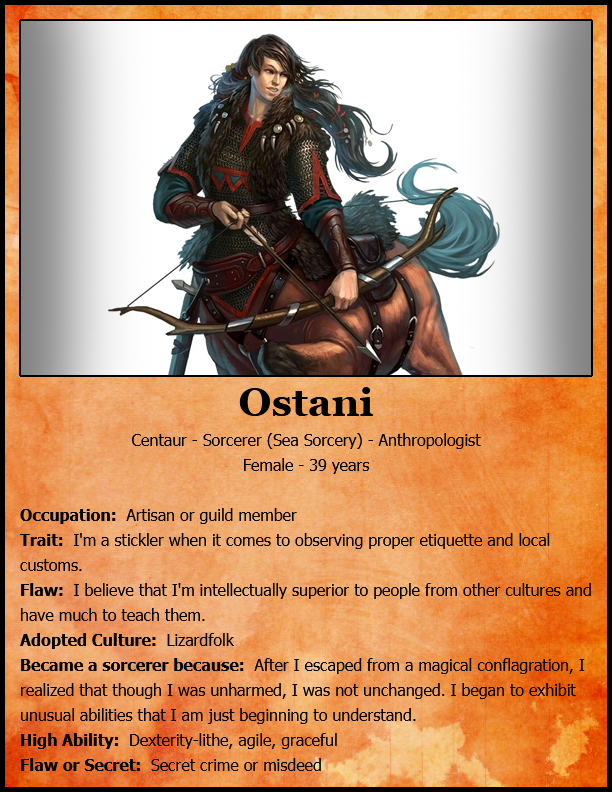 Ostani
Centaur - Sorcerer (Sea Sorcery) - Anthropologist
Female - 39 years
Occupation: Artisan or guild member
Trait: I'm a stickler when it comes to observing proper etiquette and local
customs.
Flaw: I believe that I'm intellectually superior to people from other cultures and
have much to teach them.
Adopted Culture: Lizardfolk
Became a sorcerer because: After I escaped from a magical conflagration, I
realized that though I was unharmed, I was not unchanged. I began to exhibit
unusual abilities that I am just beginning to understand.
High Ability: Dexterity-lithe, agile, graceful
Flaw or Secret: Secret crime or misdeed